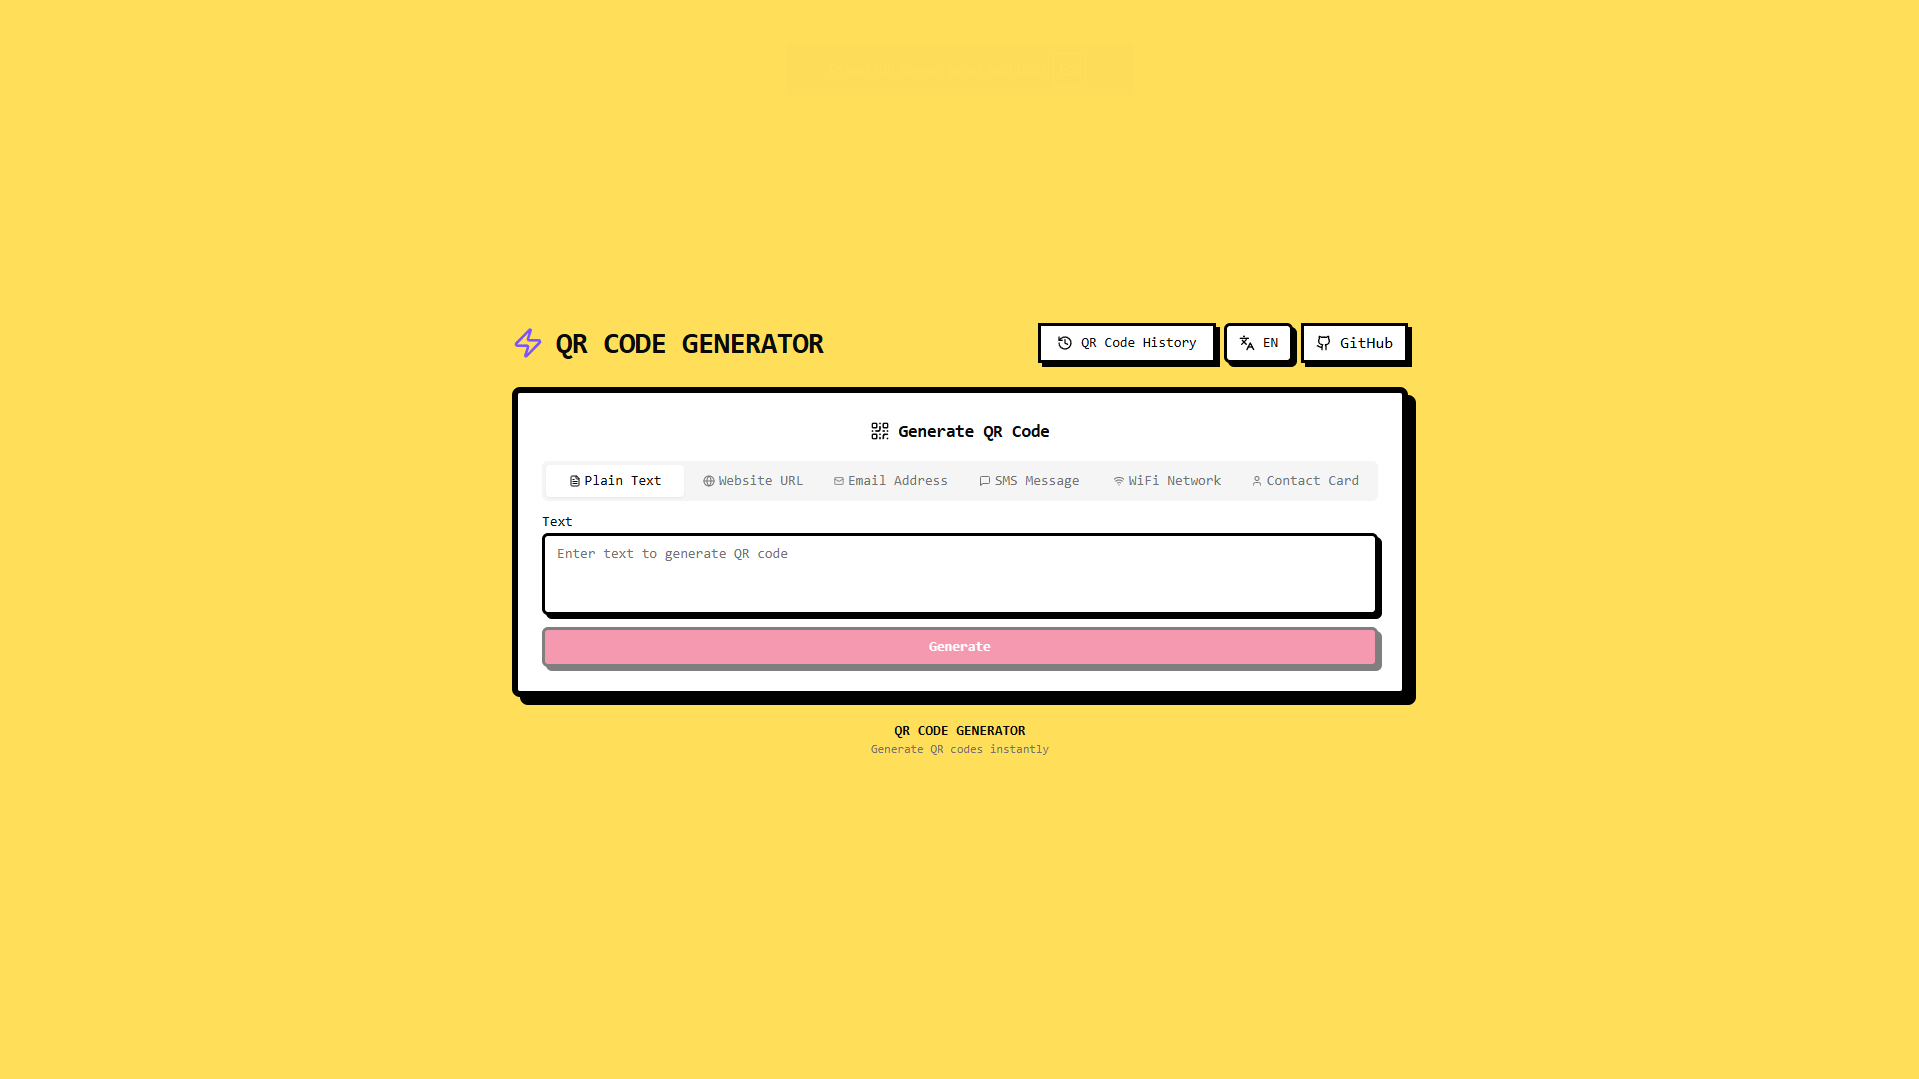 QR CODE GENERATOR
QR Code History
EN
GitHub
Generate QR Code
Plain Text
Website URL
Email Address
SMS Message
WiFi Network
Contact Card
Text
Enter text to generate QR code
Generate
QR CODE GENERATOR
Generate QR codes instantly